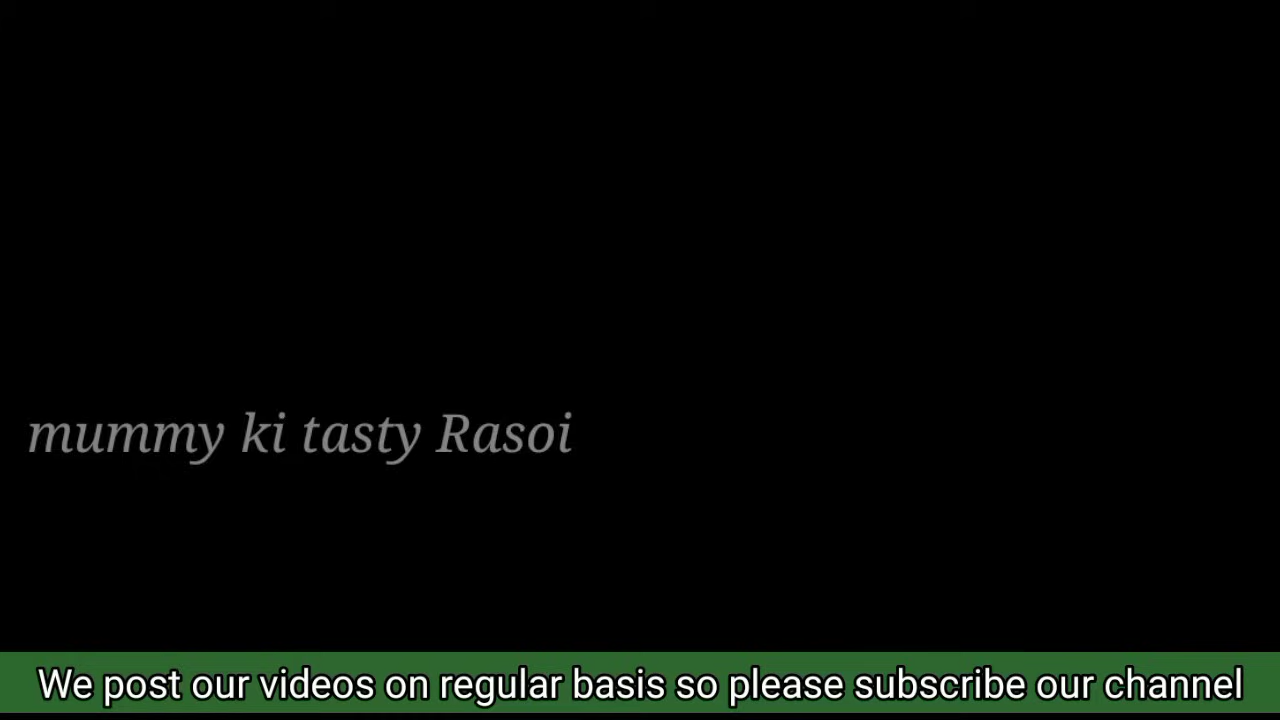 mummy ki tasty Rasoi
We post our videos on regular basis so please subscribe our channel